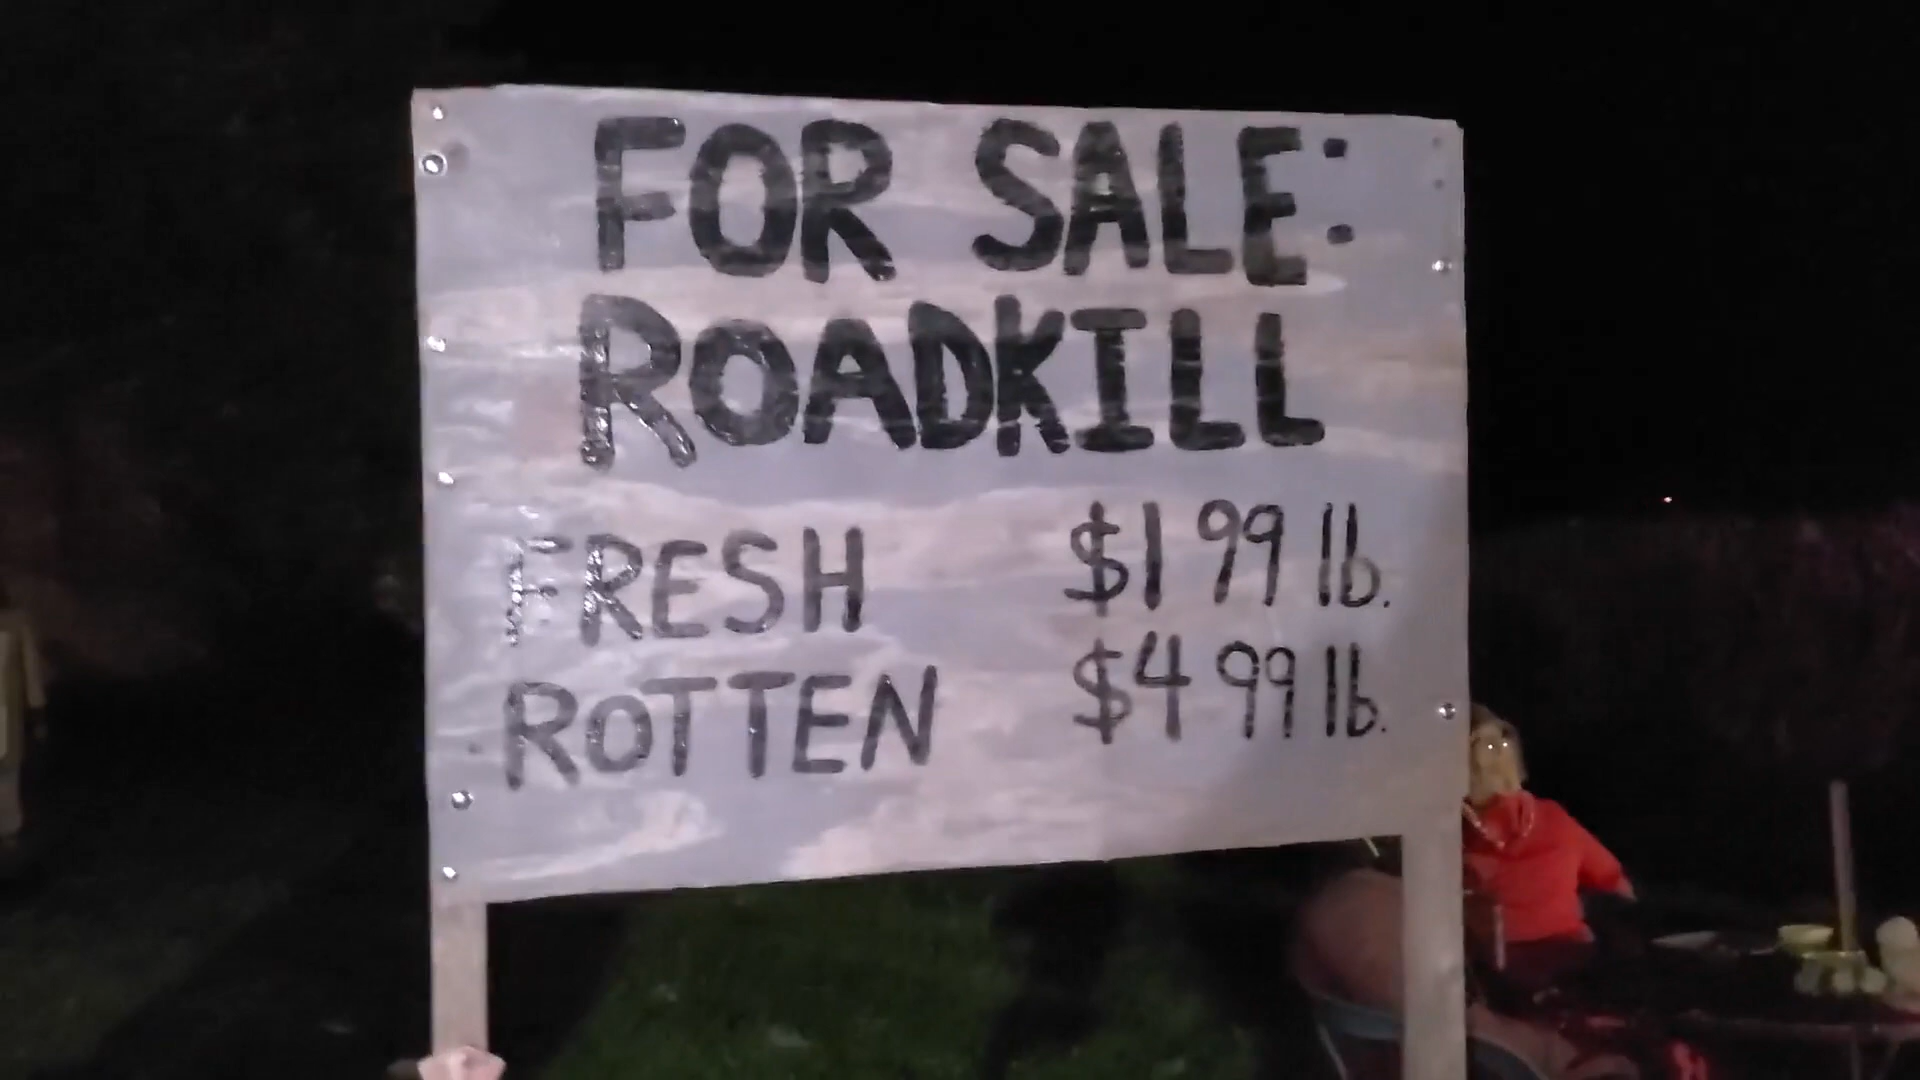 FOR SALE:
ROADKILL
FRESH $1 99 lb.
ROTTEN $4 99 lb.